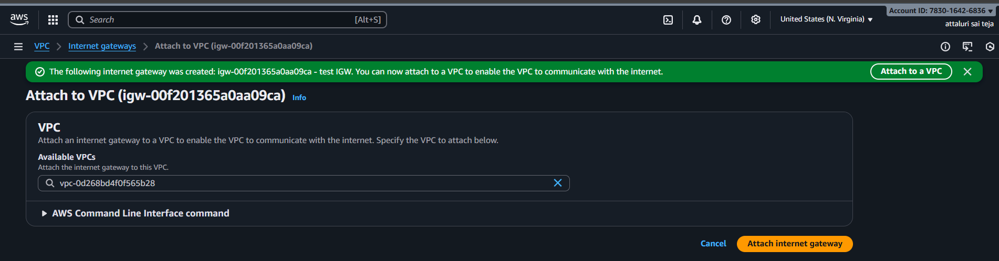 aws
Search
[Alt+S]
United States (N. Virginia)
Account ID: 7830-1642-6836
attaluri sai teja
VPC
Internet gateways
Attach to VPC (igw-00f201365a0aa09ca)
The following internet gateway was created: igw-00f201365a0aa09ca - test IGW. You can now attach to a VPC to enable the VPC to communicate with the internet.
Attach to a VPC
Attach to VPC (igw-00f201365a0aa09ca)
Info
VPC
Attach an internet gateway to a VPC to enable the VPC to communicate with the internet. Specify the VPC to attach below.
Available VPCs
Attach the internet gateway to this VPC.
vpc-0d268bd4f0f565b28
AWS Command Line Interface command
Cancel
Attach internet gateway